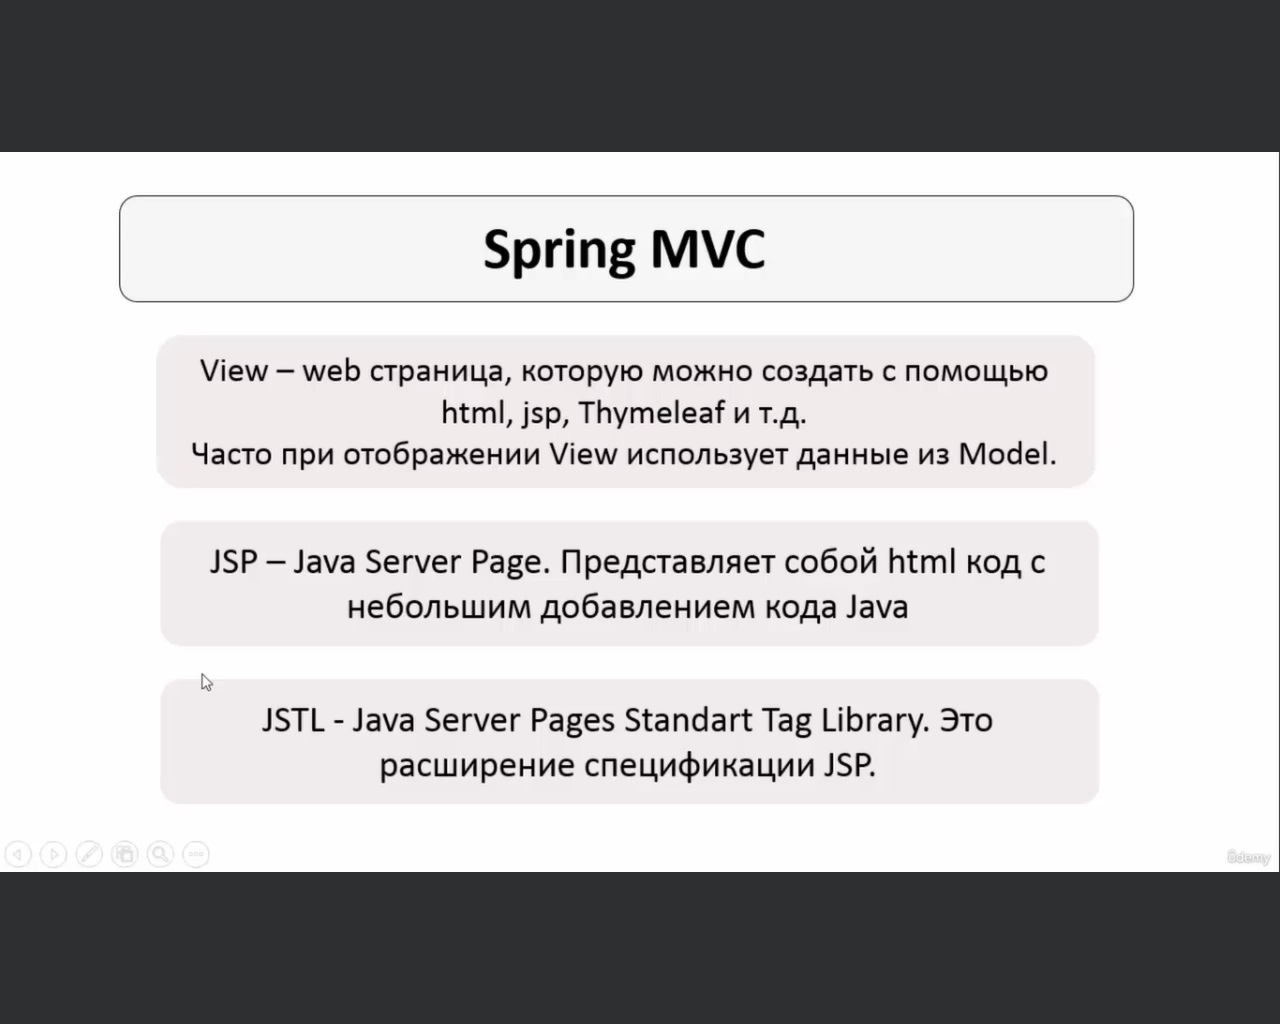 Spring MVC
View – web страница, которую можно создать с помощью
html, jsp, Thymeleaf и т.д.
Часто при отображении View использует данные из Model.
JSP – Java Server Page. Представляет собой html код с
небольшим добавлением кода Java
JSTL - Java Server Pages Standart Tag Library. Это
расширение спецификации JSP.
ûdemy